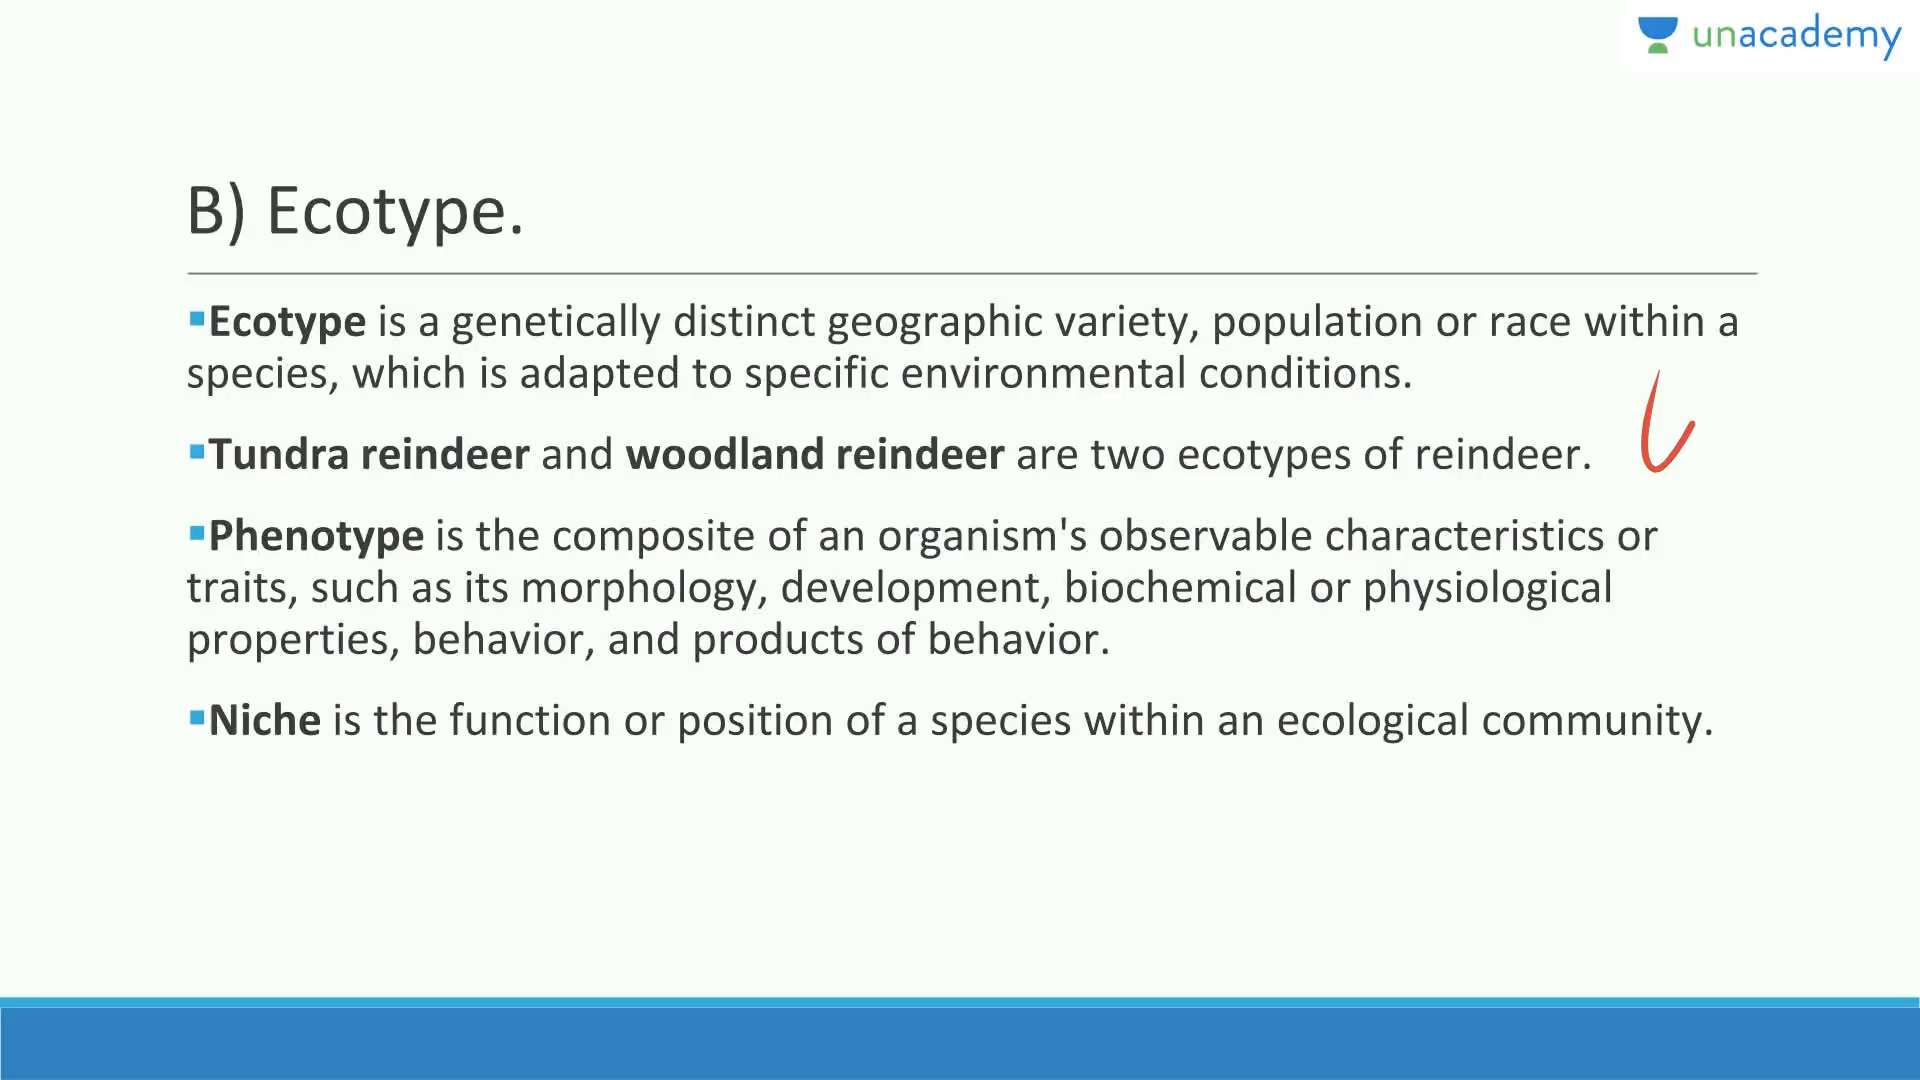 unacademy
B) Ecotype.
▪Ecotype is a genetically distinct geographic variety, population or race within a
species, which is adapted to specific environmental conditions.
▪Tundra reindeer and woodland reindeer are two ecotypes of reindeer.
▪Phenotype is the composite of an organism's observable characteristics or
traits, such as its morphology, development, biochemical or physiological
properties, behavior, and products of behavior.
▪Niche is the function or position of a species within an ecological community.